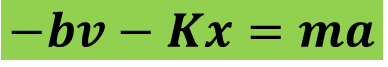 −bv − Kx = ma